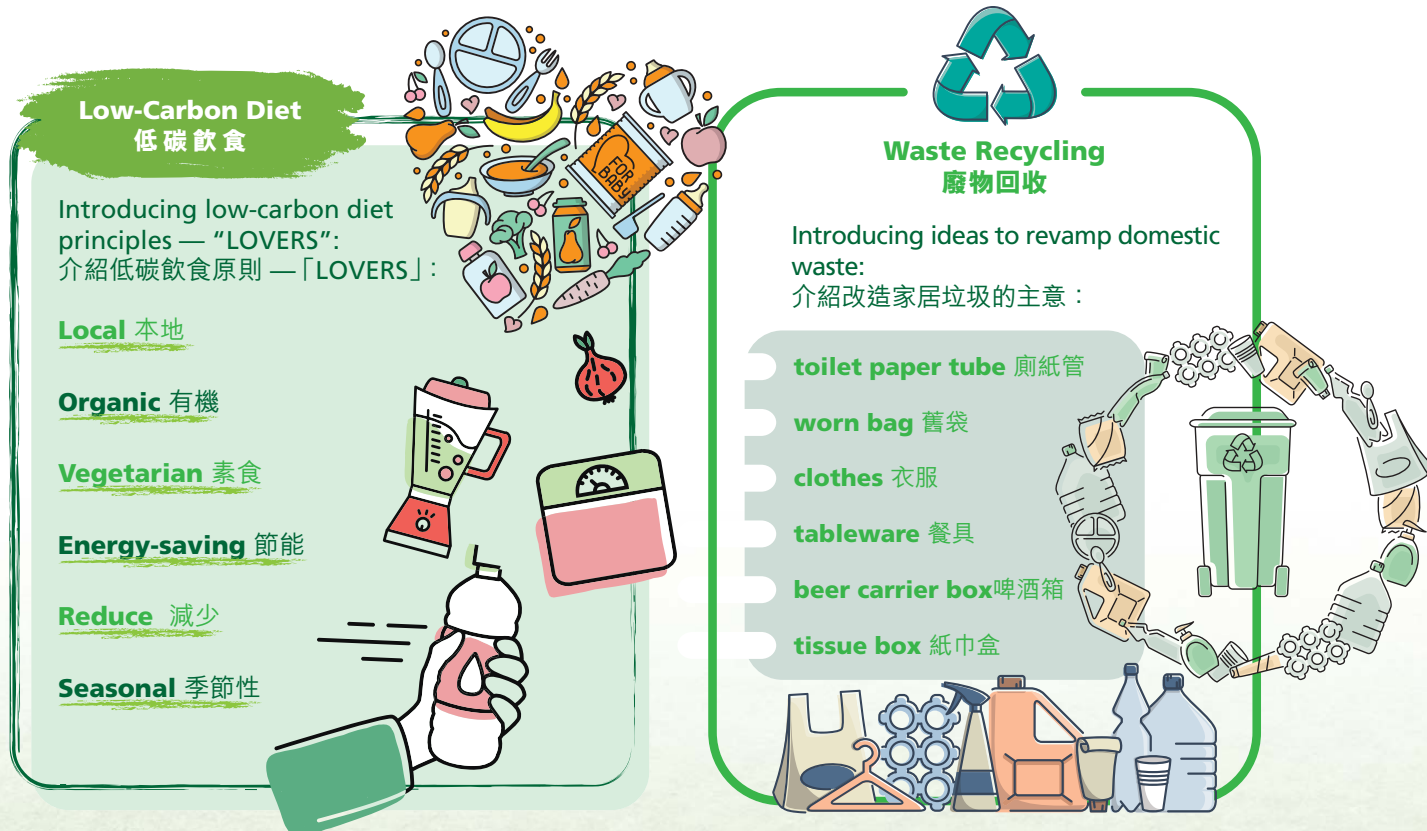 Low-Carbon Diet
低碳飲食
Introducing low-carbon diet
principles — “LOVERS”:
介紹低碳飲食原則 —「LOVERS」:
Local 本地
Organic 有機
Vegetarian 素食
Energy-saving 節能
Reduce 減少
Seasonal 季節性
FOR
BABY
Waste Recycling
廢物回收
Introducing ideas to revamp domestic
waste:
介紹改造家居垃圾的主意：
toilet paper tube 廁紙管
worn bag 舊袋
clothes 衣服
tableware 餐具
beer carrier box啤酒箱
tissue box 紙巾盒